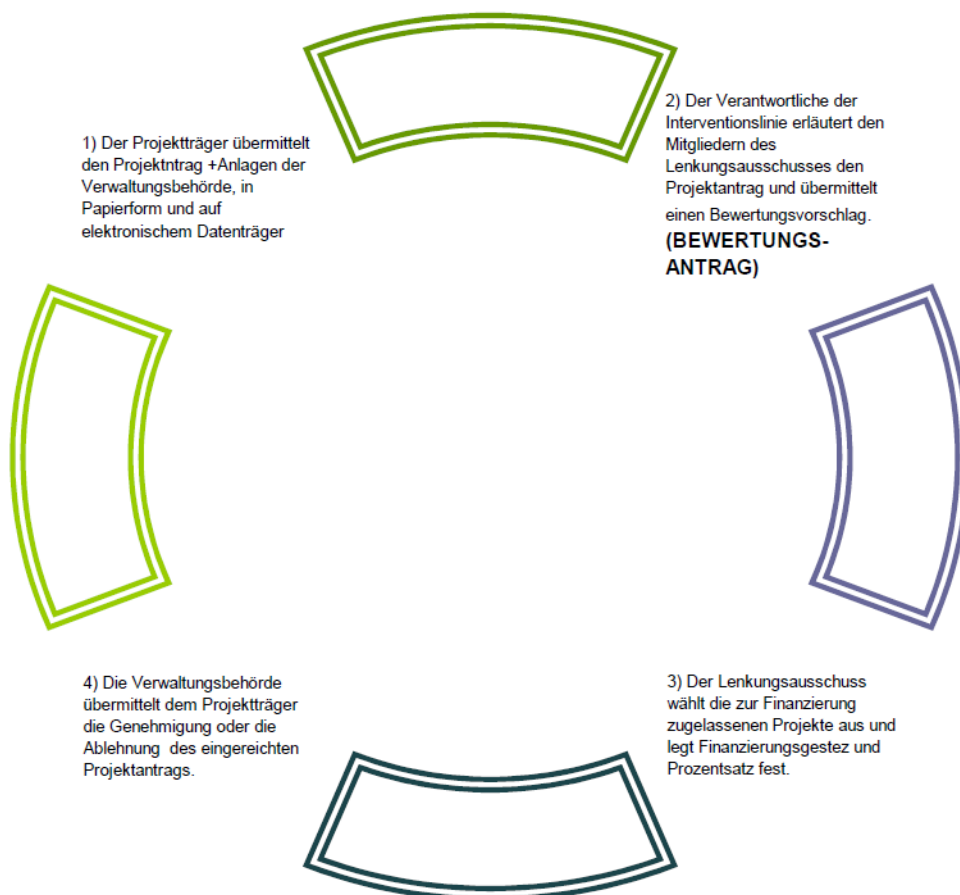 1) Der Projektträger übermittelt
den Projektntrag +Anlagen der
Verwaltungsbehörde, in
Papierform und auf
elektronischem Datenträger
2) Der Verantwortliche der
Interventionslinie erläutert den
Mitgliedern des
Lenkungsausschusses den
Projektantrag und übermittelt
einen Bewertungsvorschlag.
(BEWERTUNGS-
ANTRAG)
3) Der Lenkungsausschuss
wählt die zur Finanzierung
zugelassenen Projekte aus und
legt Finanzierungsgestez und
Prozentsatz fest.
4) Die Verwaltungsbehörde
übermittelt dem Projektträger
die Genehmigung oder die
Ablehnung des eingereichten
Projektantrags.